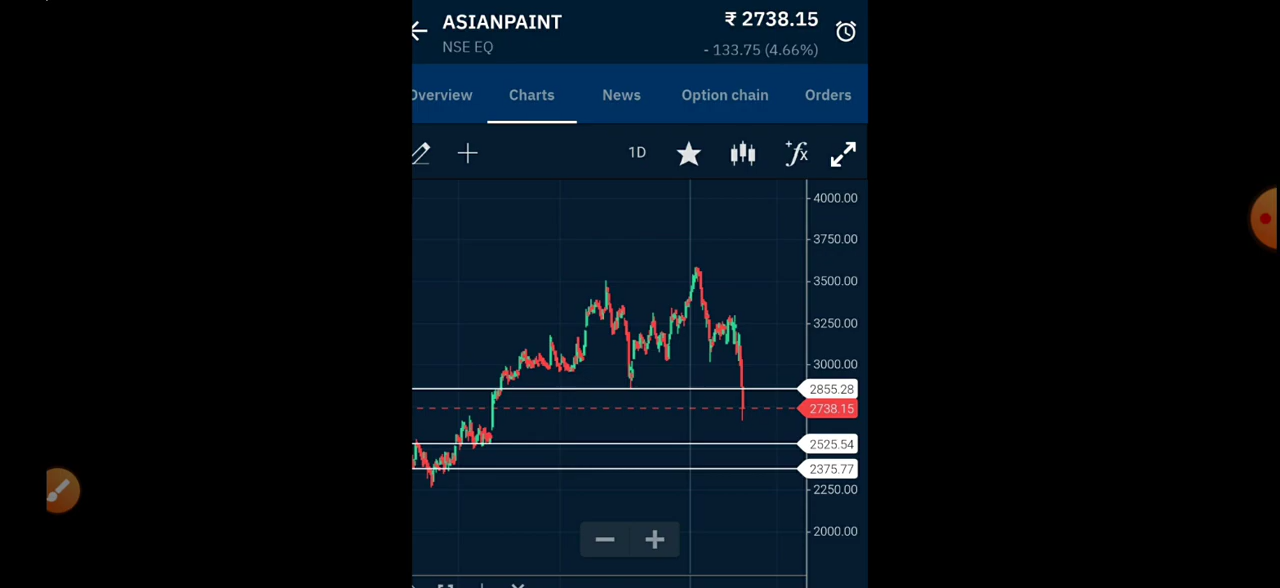 ASIANPAINT
₹ 2738.15
NSE EQ
- 133.75 (4.66%)
Overview Charts News Option chain Orders
1D
4000.00
3750.00
3500.00
3250.00
3000.00
2855.28
2738.15
2525.54
2375.77
2250.00
2000.00